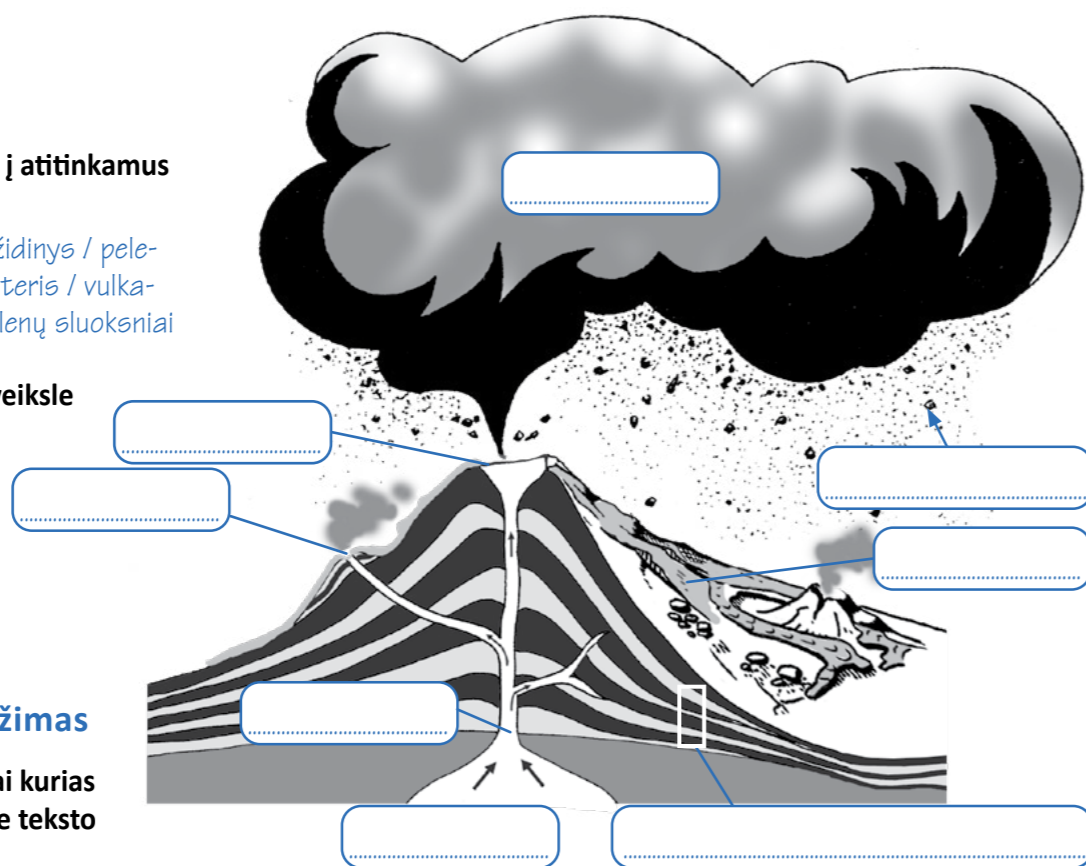 į atitinkamus
židinys / pele-
teris / vulka-
lenų sluoksniai
veiksle
žimas
ai kurias
e teksto